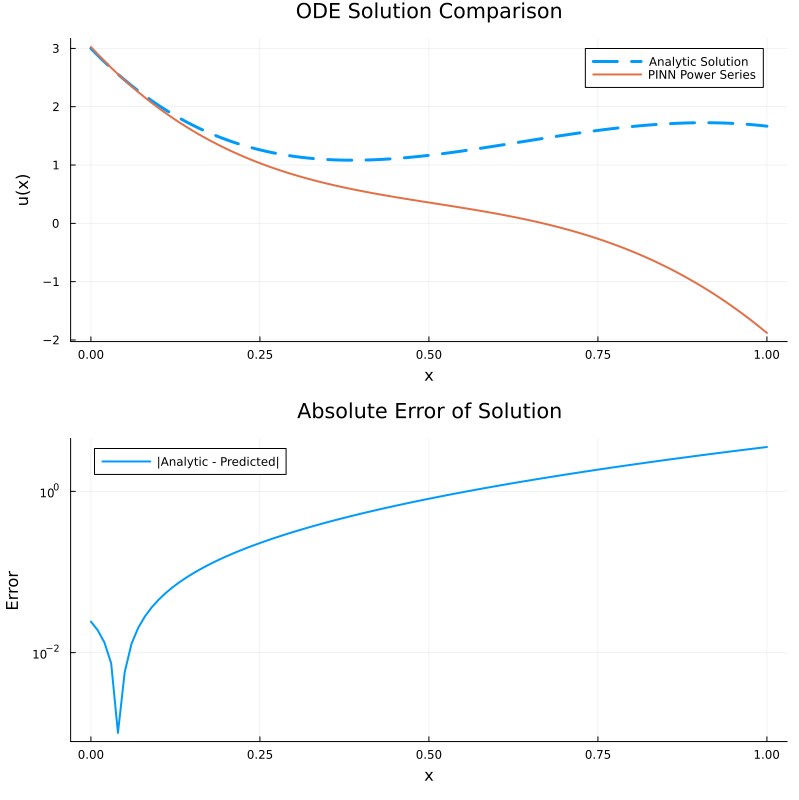 ODE Solution Comparison
3
2
1
0
−1
−2
u(x)
Analytic Solution
PINN Power Series
0.00 0.25 0.50 0.75 1.00
x
Absolute Error of Solution
|Analytic - Predicted|
10⁰
10⁻²
Error
0.00 0.25 0.50 0.75 1.00
x